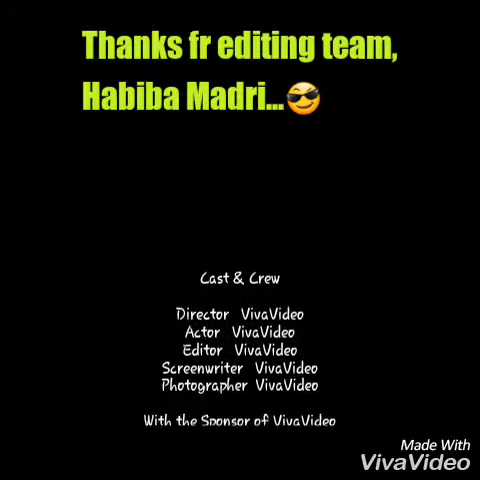 Thanks fr editing team,
Habiba Madri...😎
Cast & Crew
Director VivaVideo
Actor VivaVideo
Editor VivaVideo
Screenwriter VivaVideo
Photographer VivaVideo
With the Sponsor of VivaVideo
Made With
VivaVideo